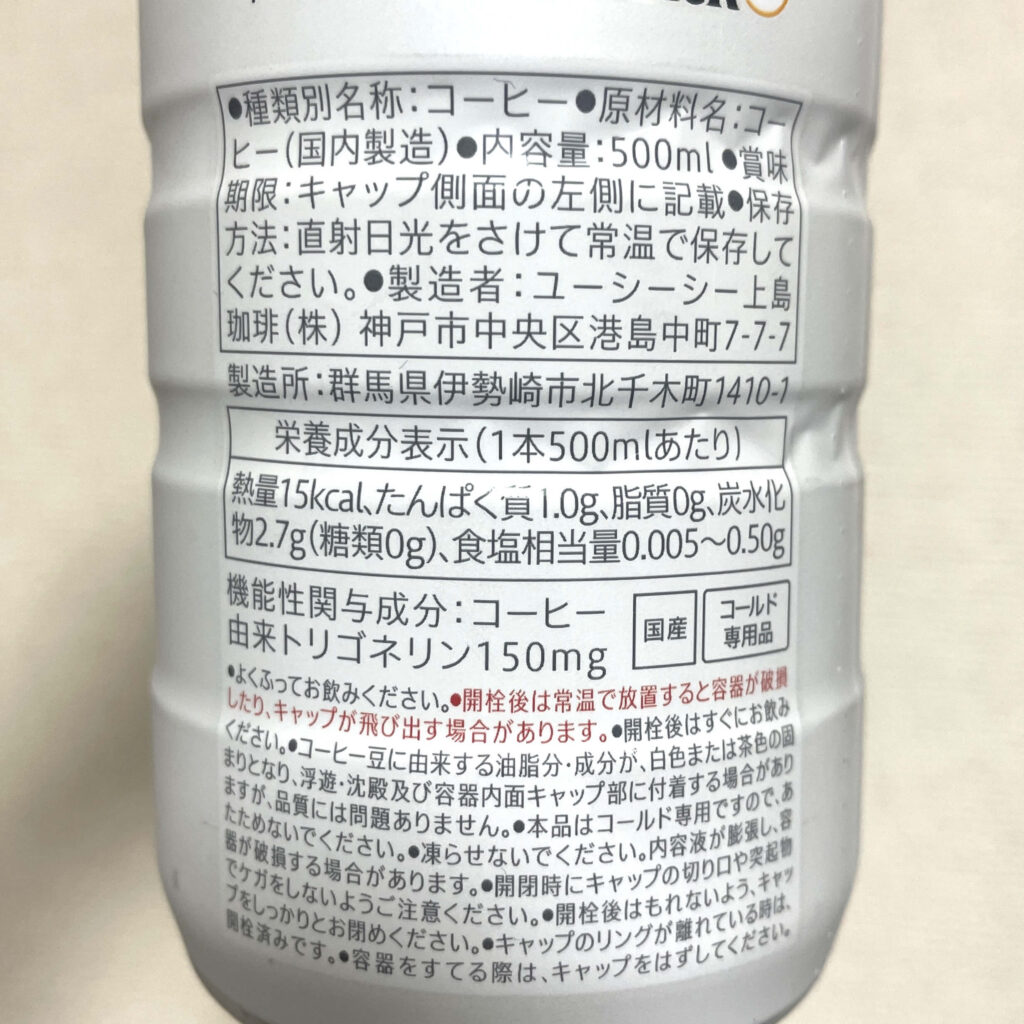 ●種類別名称：コーヒー●原材料名：コー
ヒー（国内製造）●内容量：500ml●賞味
期限：キャップ側面の左側に記載●保存
方法：直射日光をさけて常温で保存して
ください。●製造者：ユーシーシー上島
珈琲（株） 神戸市中央区港島中町7-7-7
製造所：群馬県伊勢崎市北千木町1410-1
栄養成分表示（1本500mlあたり）
熱量15kcal、たんぱく質1.0g、脂質0g、炭水化
物2.7g（糖類0g）、食塩相当量0.005～0.50g
機能性関与成分：コーヒー
由来トリゴネリン150mg
国産
コールド
専用品
●よくふってお飲みください。●開栓後は常温で放置すると容器が破損
したり、キャップが飛び出す場合があります。●開栓後はすぐにお飲み
ください。●コーヒー豆に由来する油脂分・成分が、白色または茶色の固
まりとなり、浮遊・沈殿及び容器内面キャップ部に付着する場合があり
ますが、品質には問題ありません。●本品はコールド専用ですので、あ
たためないでください。●凍らせないでください。内容液が膨張し、容
器が破損する場合があります。●開閉時にキャップの切り口や突起物
でケガをしないようご注意ください。●開栓後はもれないよう、キャッ
プをしっかりとお閉めください。●キャップのリングが離れている時は、
開栓済みです。●容器をすてる際は、キャップをはずしてください。